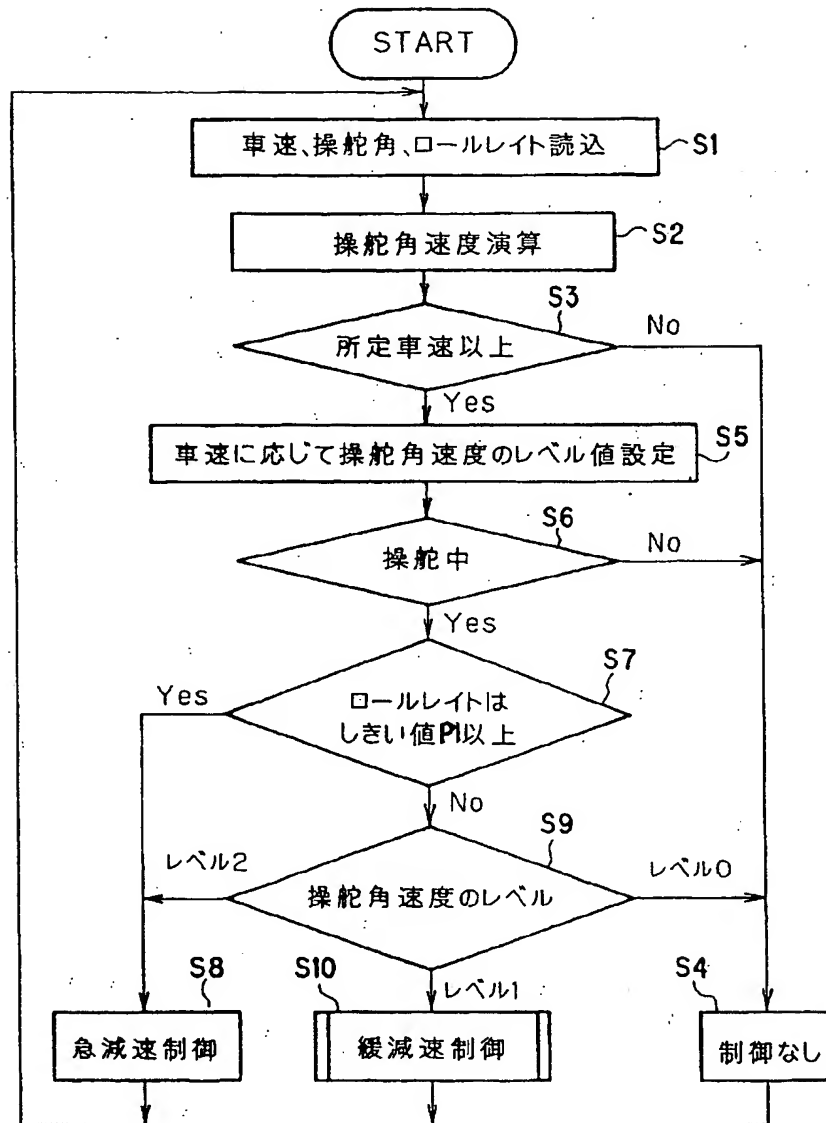 START
車速、操舵角、ロールレイト読込
S1
操舵角速度演算
S2
S3
所定車速以上
No
Yes
車速に応じて操舵角速度のレベル値設定
S5
S6
操舵中
No
Yes
S7
Yes
ロールレイトは
しきい値P1以上
No
S9
レベル2
操舵角速度のレベル
レベル0
S8
S10
レベル1
S4
急減速制御
緩減速制御
制御なし